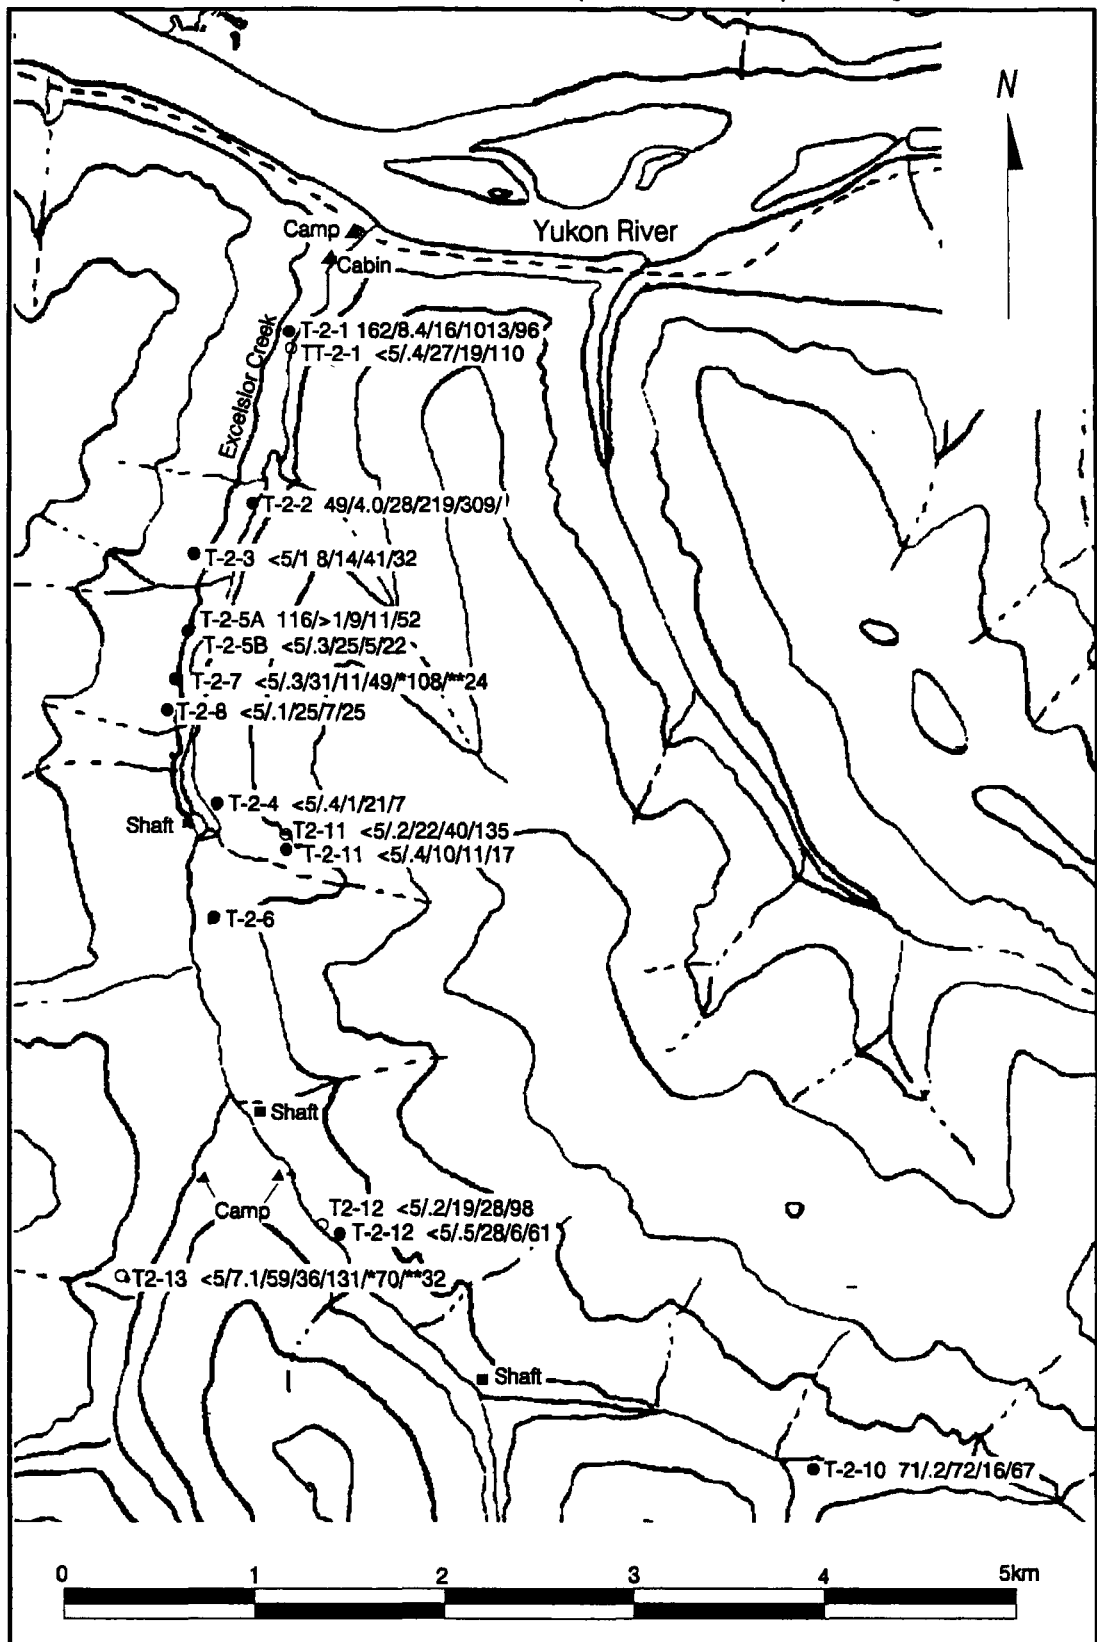 N
Camp
Yukon River
Cabin
Excelsior Creek
T-2-1 162/8.4/16/1013/96
TT-2-1 <5/.4/27/19/110
T-2-2 49/4.0/28/219/309/
T-2-3 <5/1 8/14/41/32
T-2-5A 116/>1/9/11/52
T-2-5B <5/.3/25/5/22
T-2-7 <5/.3/31/11/49/*108/**24
T-2-8 <5/.1/25/7/25
T-2-4 <5/.4/1/21/7
Shaft
T2-11 <5/.2/22/40/135
T-2-11 <5/.4/10/11/17
T-2-6
Shaft
Camp
T2-12 <5/.2/19/28/98
T-2-12 <5/.5/28/6/61
T2-13 <5/7.1/59/36/131/*70/**32
Shaft
T-2-10 71/.2/72/16/67
0 1 2 3 4 5km